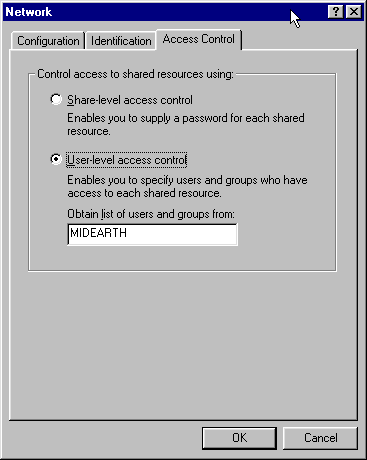 Network
Configuration Identification Access Control
Control access to shared resources using:
Share-level access control
Enables you to supply a password for each shared
resource.
User-level access control
Enables you to specify users and groups who have
access to each shared resource.
Obtain list of users and groups from:
MIDEARTH
OK Cancel